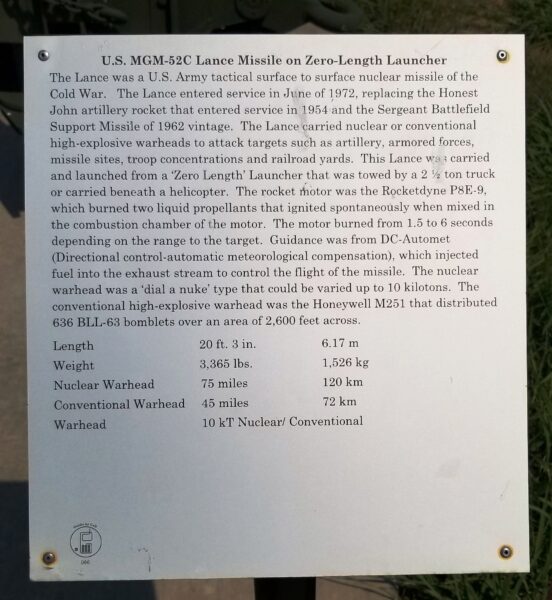 U.S. MGM-52C Lance Missile on Zero-Length Launcher
The Lance was a U.S. Army tactical surface to surface nuclear missile of the
Cold War. The Lance entered service in June of 1972, replacing the Honest
John artillery rocket that entered service in 1954 and the Sergeant Battlefield
Support Missile of 1962 vintage. The Lance carried nuclear or conventional
high-explosive warheads to attack targets such as artillery, armored forces,
missile sites, troop concentrations and railroad yards. This Lance was carried
and launched from a 'Zero Length' Launcher that was towed by a 2 ½ ton truck
or carried beneath a helicopter. The rocket motor was the Rocketdyne P8E-9,
which burned two liquid propellants that ignited spontaneously when mixed in
the combustion chamber of the motor. The motor burned from 1.5 to 6 seconds
depending on the range to the target. Guidance was from DC-Automet
(Directional control-automatic meteorological compensation), which injected
fuel into the exhaust stream to control the flight of the missile. The nuclear
warhead was a 'dial a nuke' type that could be varied up to 10 kilotons. The
conventional high-explosive warhead was the Honeywell M251 that distributed
636 BLL-63 bomblets over an area of 2,600 feet across.
Length 20 ft. 3 in. 6.17 m
Weight 3,365 lbs. 1,526 kg
Nuclear Warhead 75 miles 120 km
Conventional Warhead 45 miles 72 km
Warhead 10 kT Nuclear/ Conventional